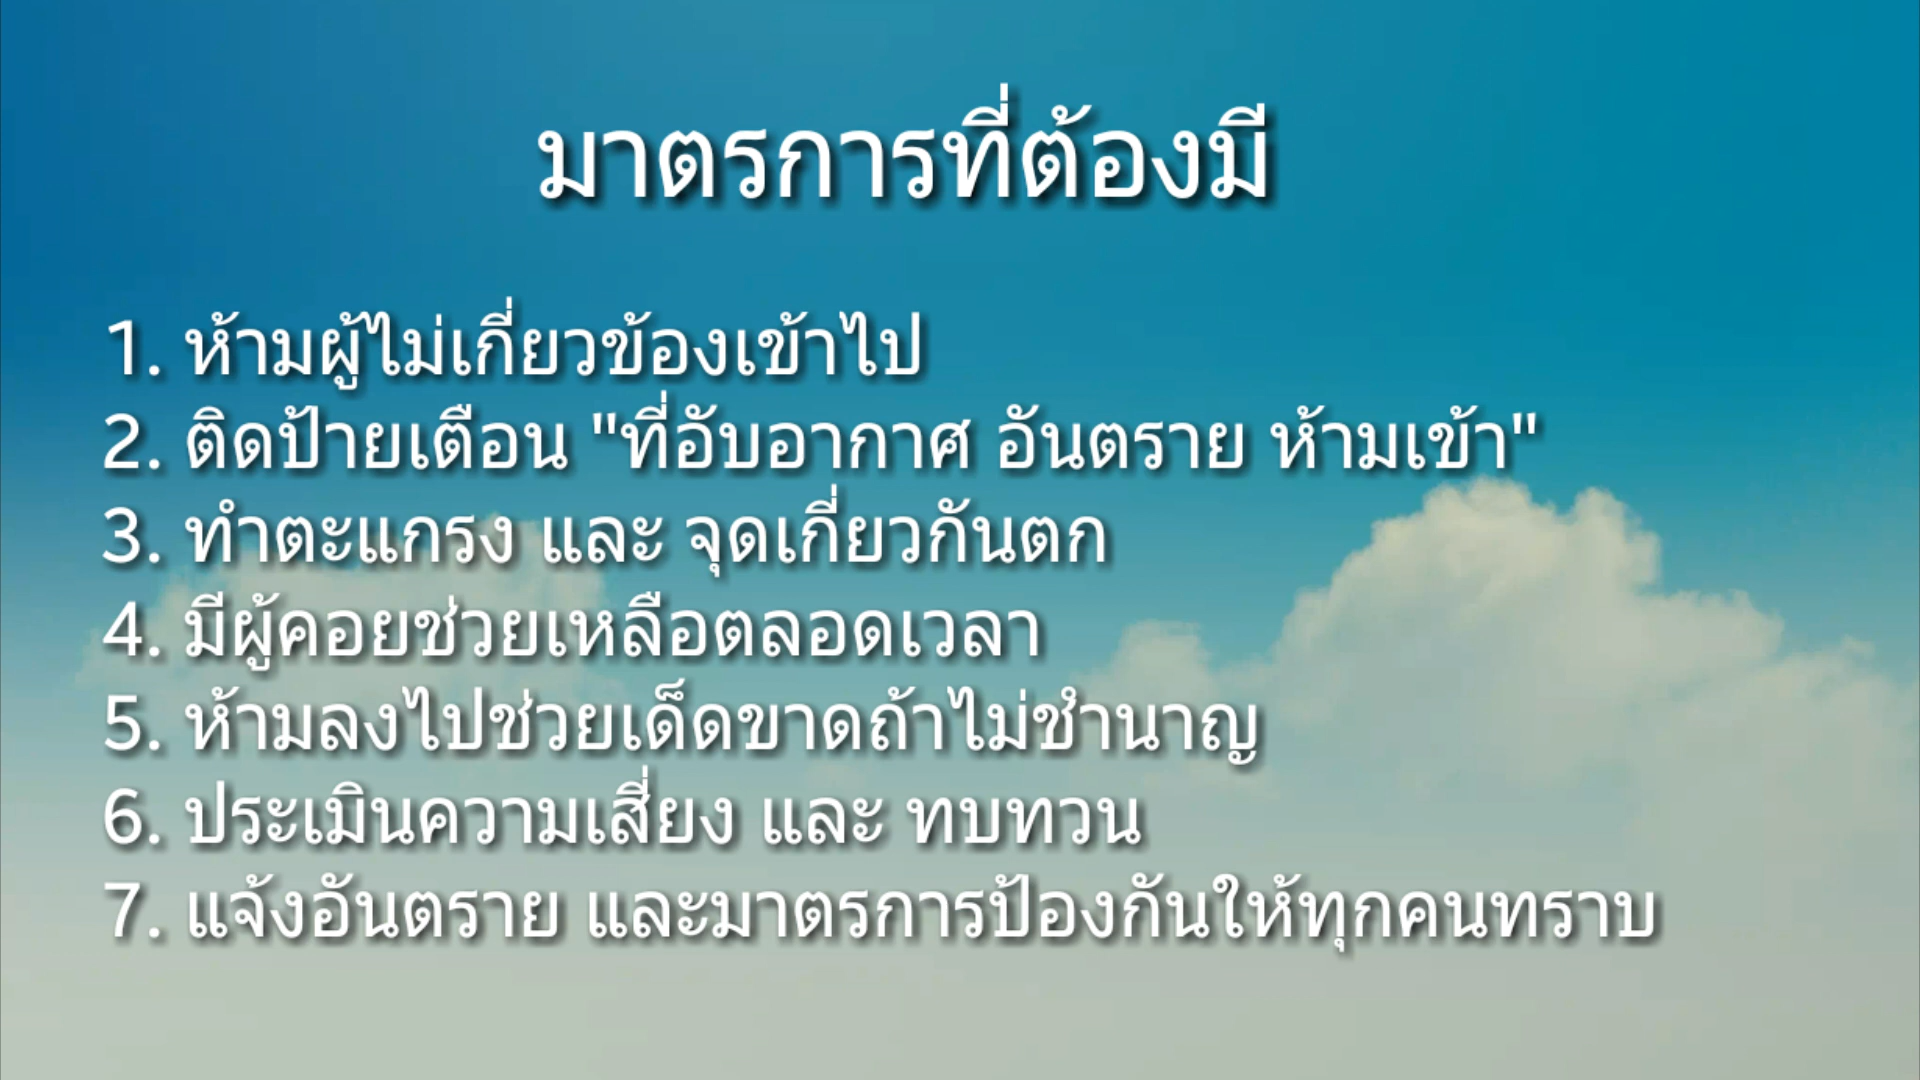 มาตรการที่ต้องมี
1. ห้ามผู้ไม่เกี่ยวข้องเข้าไป
2. ติดป้ายเตือน "ที่อับอากาศ อันตราย ห้ามเข้า"
3. ทำตะแกรง และ จุดเกี่ยวกันตก
4. มีผู้คอยช่วยเหลือตลอดเวลา
5. ห้ามลงไปช่วยเด็ดขาดถ้าไม่ชำนาญ
6. ประเมินความเสี่ยง และ ทบทวน
7. แจ้งอันตราย และมาตรการป้องกันให้ทุกคนทราบ